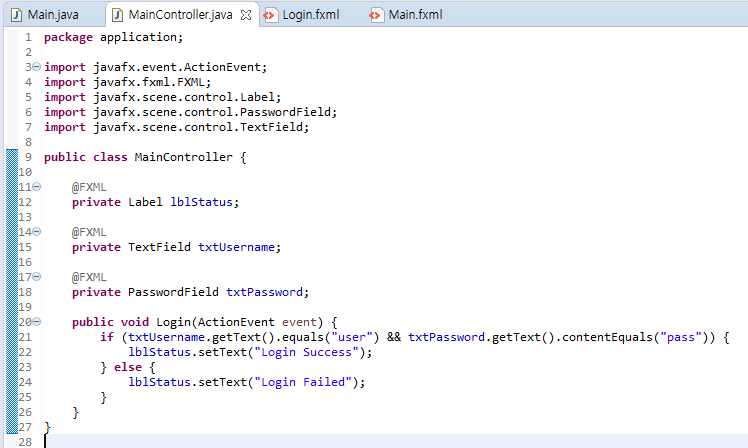 Main.java MainController.java Login.fxml Main.fxml
1 package application;
2
3 import javafx.event.ActionEvent;
4 import javafx.fxml.FXML;
5 import javafx.scene.control.Label;
6 import javafx.scene.control.PasswordField;
7 import javafx.scene.control.TextField;
8
9 public class MainController {
10
11 @FXML
12 private Label lblStatus;
13
14 @FXML
15 private TextField txtUsername;
16
17 @FXML
18 private PasswordField txtPassword;
19
20 public void Login(ActionEvent event) {
21 if (txtUsername.getText().equals("user") && txtPassword.getText().contentEquals("pass")) {
22 lblStatus.setText("Login Success");
23 } else {
24 lblStatus.setText("Login Failed");
25 }
26 }
27 }
28